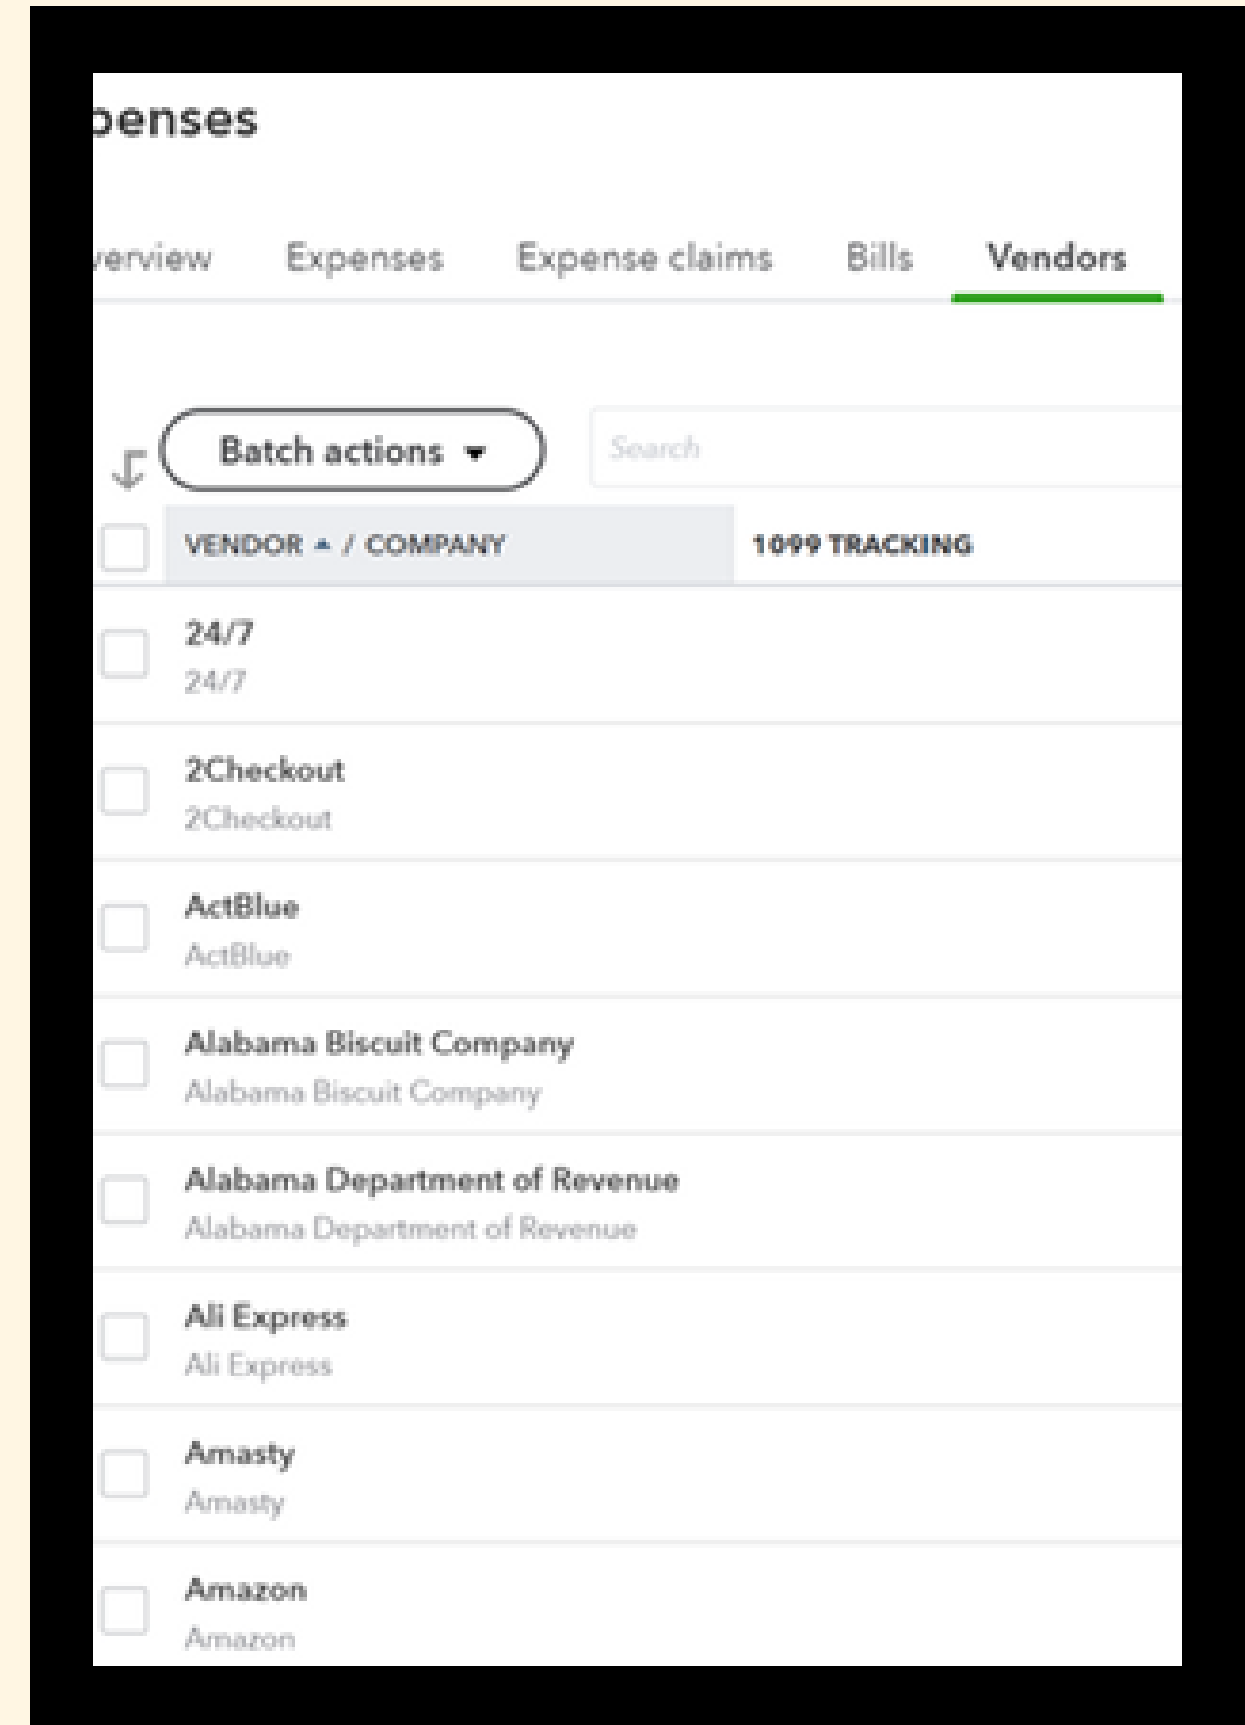 penses
verview Expenses Expense claims Bills Vendors
Batch actions Search
VENDOR / COMPANY 1099 TRACKING
24/7
24/7
2Checkout
2Checkout
ActBlue
ActBlue
Alabama Biscuit Company
Alabama Biscuit Company
Alabama Department of Revenue
Alabama Department of Revenue
Ali Express
Ali Express
Amasty
Amasty
Amazon
Amazon